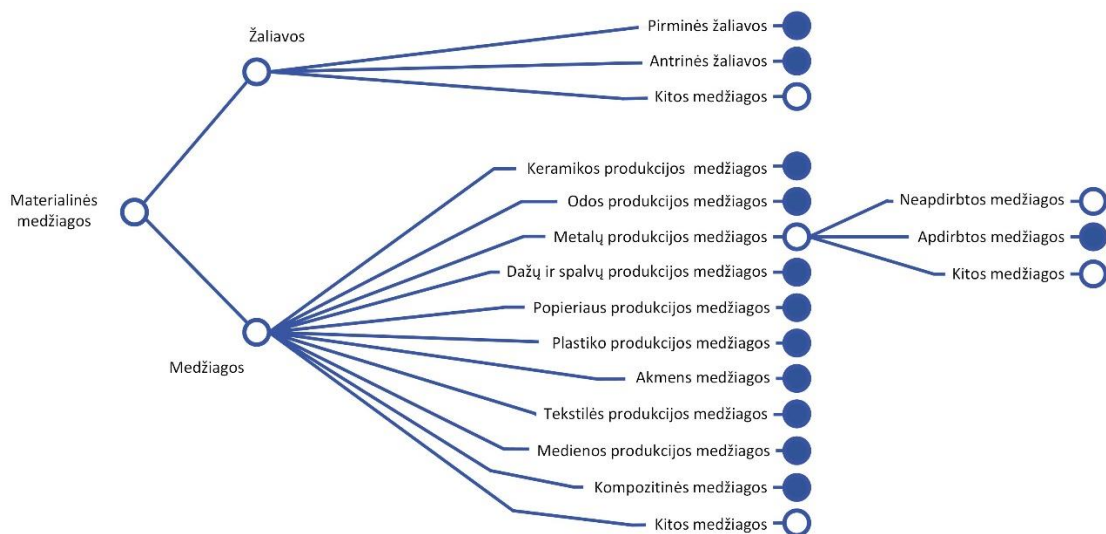 Žaliavos
Pirminės žaliavos
Antrinės žaliavos
Kitos medžiagos
Materialinės
medžiagos
Medžiagos
Keramikos produkcijos medžiagos
Odos produkcijos medžiagos
Metalų produkcijos medžiagos
Dažų ir spalvų produkcijos medžiagos
Popieriaus produkcijos medžiagos
Plastiko produkcijos medžiagos
Akmens medžiagos
Tekstilės produkcijos medžiagos
Medienos produkcijos medžiagos
Kompozitinės medžiagos
Kitos medžiagos
Neapdirbtos medžiagos
Apdirbtos medžiagos
Kitos medžiagos